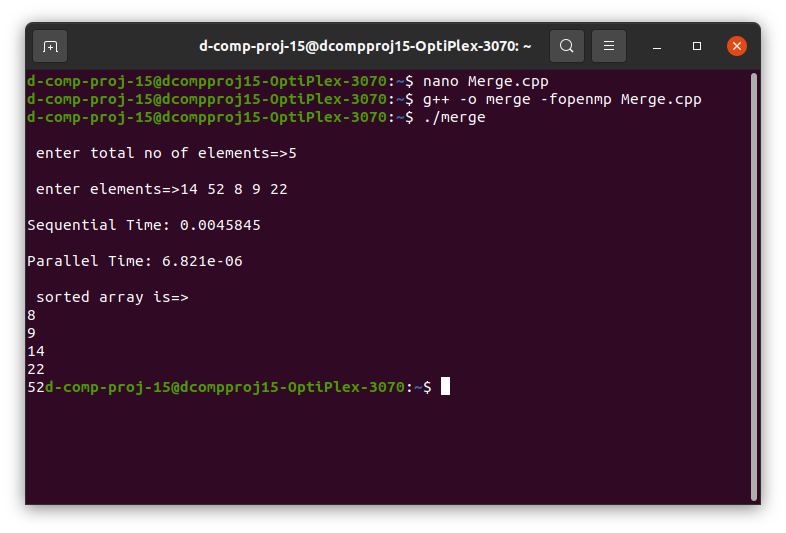 d-comp-proj-15@dcompproj15-OptiPlex-3070: ~
d-comp-proj-15@dcompproj15-OptiPlex-3070:~$ nano Merge.cpp
d-comp-proj-15@dcompproj15-OptiPlex-3070:~$ g++ -o merge -fopenmp Merge.cpp
d-comp-proj-15@dcompproj15-OptiPlex-3070:~$ ./merge
enter total no of elements=>5
enter elements=>14 52 8 9 22
Sequential Time: 0.0045845
Parallel Time: 6.821e-06
sorted array is=>
8
9
14
22
52d-comp-proj-15@dcompproj15-OptiPlex-3070:~$